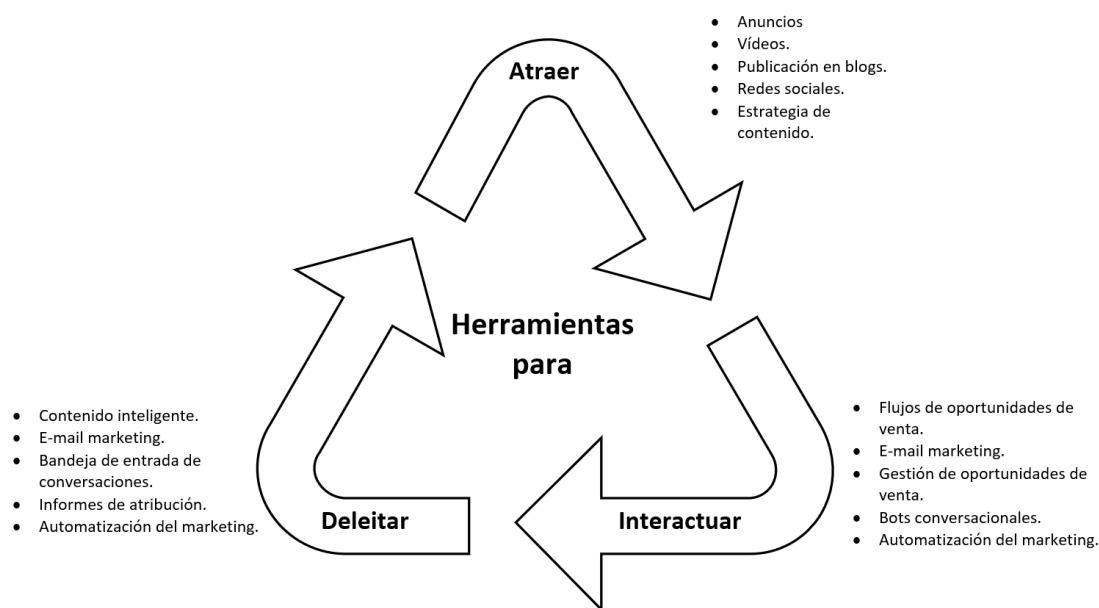 Atraer
• Anuncios
• Vídeos.
• Publicación en blogs.
• Redes sociales.
• Estrategia de
contenido.
Herramientas
para
• Contenido inteligente.
• E-mail marketing.
• Bandeja de entrada de
conversaciones.
• Informes de atribución.
• Automatización del marketing.
Deleitar
Interactuar
• Flujos de oportunidades de
venta.
• E-mail marketing.
• Gestión de oportunidades de
venta.
• Bots conversacionales.
• Automatización del marketing.